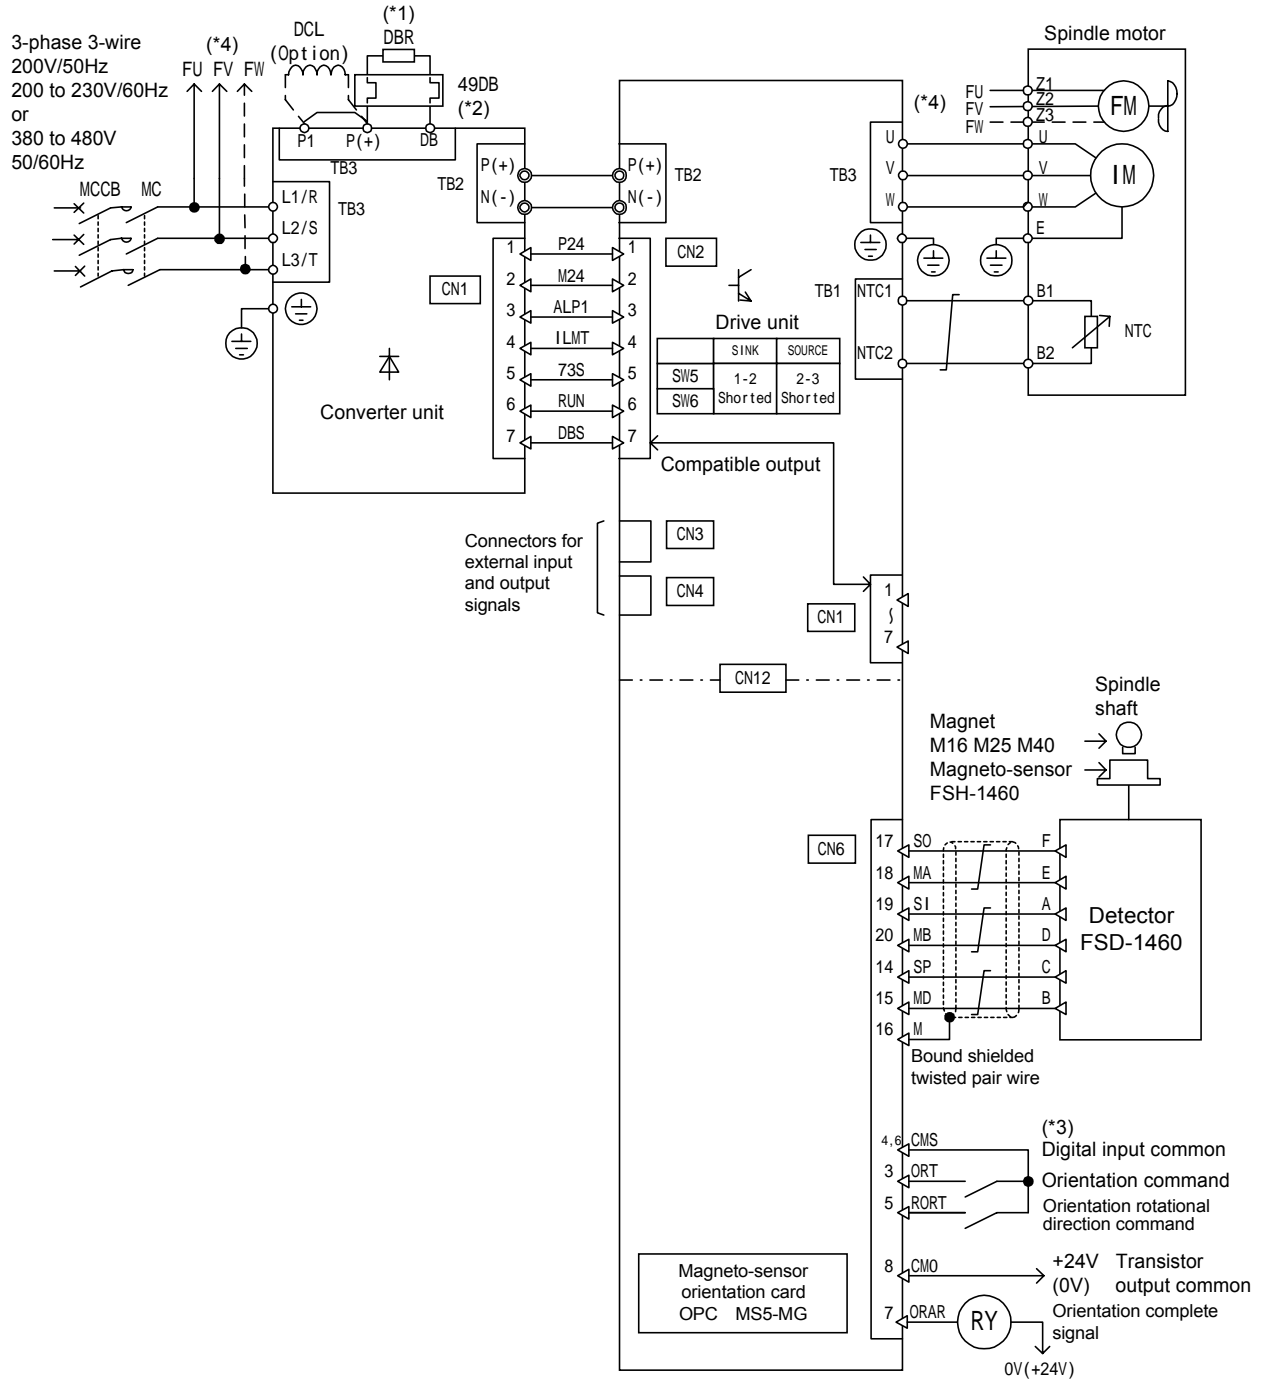 3-phase 3-wire
200V/50Hz
200 to 230V/60Hz
or
380 to 480V
50/60Hz
(*4)
FU FV FW
DCL
(Option)
(*1)
DBR
49DB
(*2)
P1 P(+) DB
TB3
MCCB MC
L1/R
L2/S
L3/T
TB3
TB2
P(+)
N(-)
P(+)
N(-)
TB2
CN1
1 P24 1
2 M24 2
3 ALP1 3
4 ILMT 4
5 73S 5
6 RUN 6
7 DBS 7
CN2
Converter unit
Drive unit
SINK SOURCE
SW5
SW6
1-2
Shorted
2-3
Shorted
Compatible output
Spindle motor
(*4)
FU Z1
FV Z2
FW Z3
FM
TB3
U U
V V
W W
E
IM
TB1
NTC1 B1
NTC2 B2
NTC
Connectors for
external input
and output
signals
CN3
CN4
CN1
1
7
CN12
Spindle
shaft
Magnet
M16 M25 M40
Magneto-sensor
FSH-1460
CN6
17 SO F
18 MA E
19 SI A
20 MB D
14 SP C
15 MD B
16 M
Detector
FSD-1460
Bound shielded
twisted pair wire
(*3)
4,6 CMS Digital input common
3 ORT Orientation command
5 RORT Orientation rotational
direction command
8 CMO +24V Transistor
(0V) output common
7 ORAR RY Orientation complete
signal
0V(+24V)
Magneto-sensor
orientation card
OPC MS5-MG